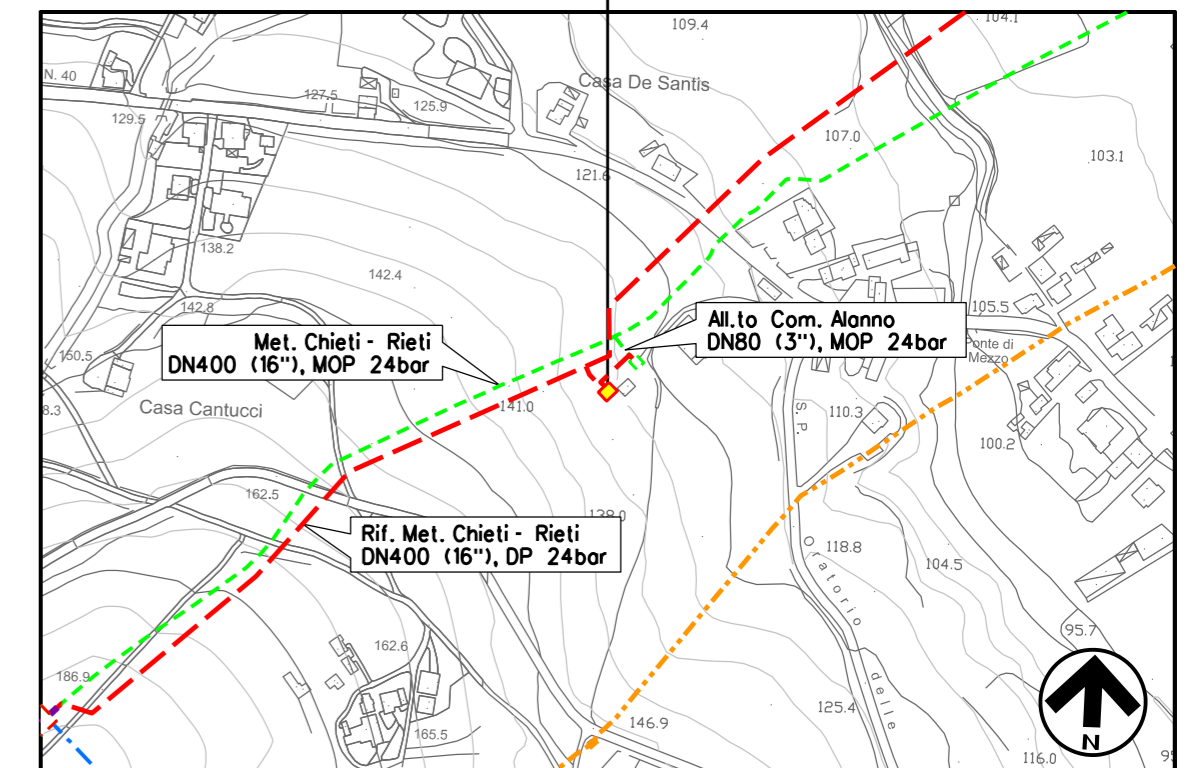 109.4
104.1
N. 40
Casa De Santis
127.5
125.9
129.5
107.0
103.1
121.6
138.2
142.4
142.8
105.5
All.to Com. Alanno
DN80 (3"), MOP 24bar
Met. Chieti - Rieti
DN400 (16"), MOP 24bar
Ponte di
Mezzo
150.5
141.0
8.3
Casa Cantucci
S. P.
110.3
100.2
162.5
138.0
Rif. Met. Chieti - Rieti
DN400 (16"), DP 24bar
Oratorio
118.8
104.5
95.7
162.6
186.9
delle
125.4
146.9
165.5
116.0
N